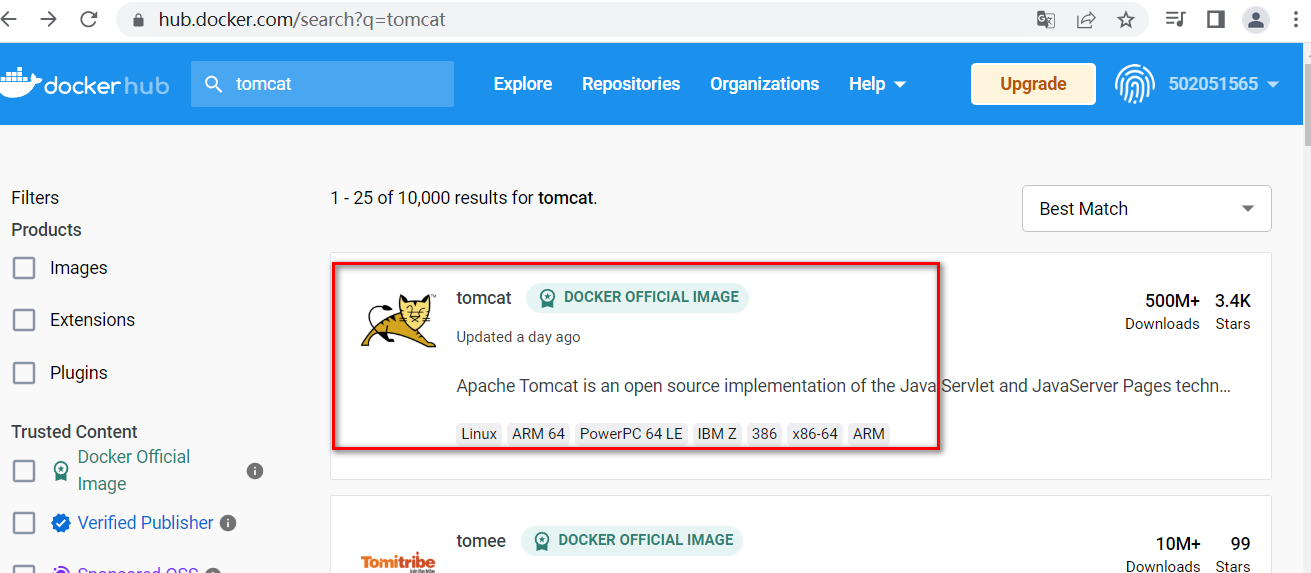 hub.docker.com/search?q=tomcat
docker hub
tomcat
Explore
Repositories
Organizations
Help
Upgrade
502051565
Filters
Products
Images
Extensions
Plugins
Trusted Content
Docker Official
Image
Verified Publisher
Sponsored OSS
1 - 25 of 10,000 results for tomcat.
Best Match
tomcat
DOCKER OFFICIAL IMAGE
Updated a day ago
Apache Tomcat is an open source implementation of the Java Servlet and JavaServer Pages techn...
Linux
ARM 64
PowerPC 64 LE
IBM Z
386
x86-64
ARM
500M+
Downloads
3.4K
Stars
Tomitribe
tomee
DOCKER OFFICIAL IMAGE
10M+
Downloads
99
Stars